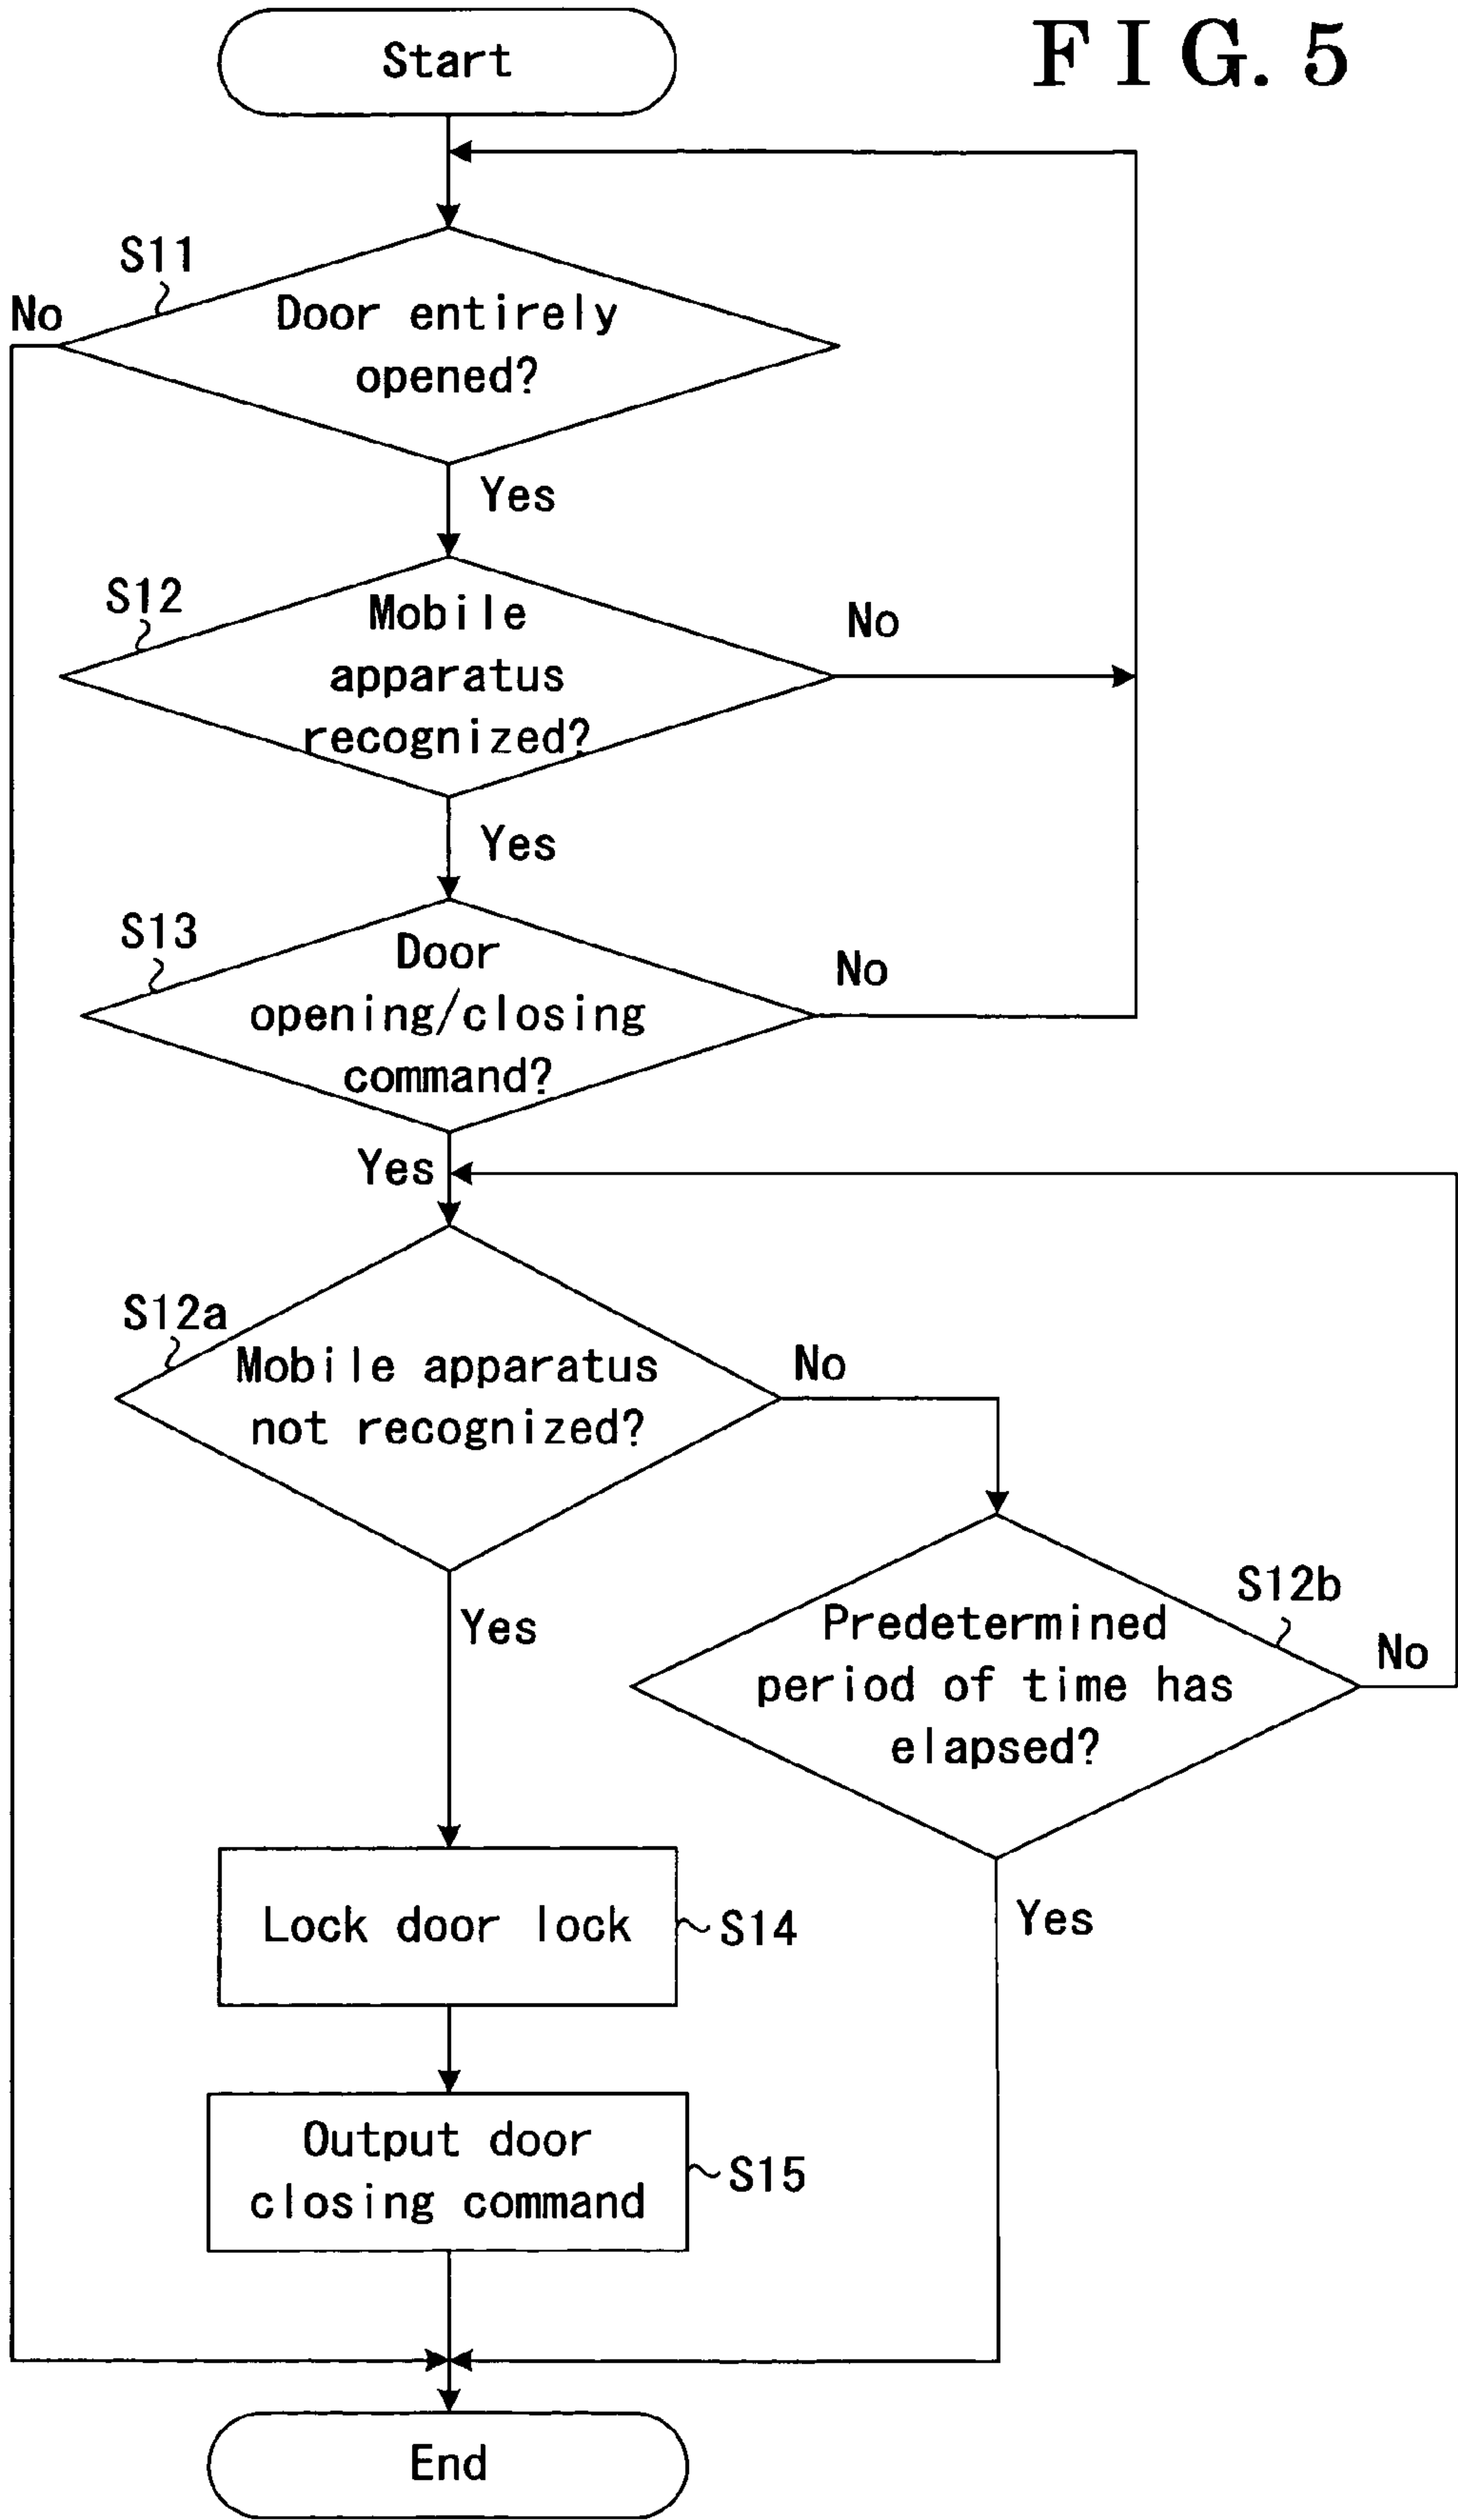 FIG. 5
Start
S11
No
Door entirely
opened?
Yes
S12
Mobile
apparatus
recognized?
No
Yes
S13
Door
opening/closing
command?
No
Yes
S12a
Mobile apparatus
not recognized?
No
Yes
S12b
Predetermined
period of time has
elapsed?
No
Yes
Lock door lock
S14
Output door
closing command
S15
End